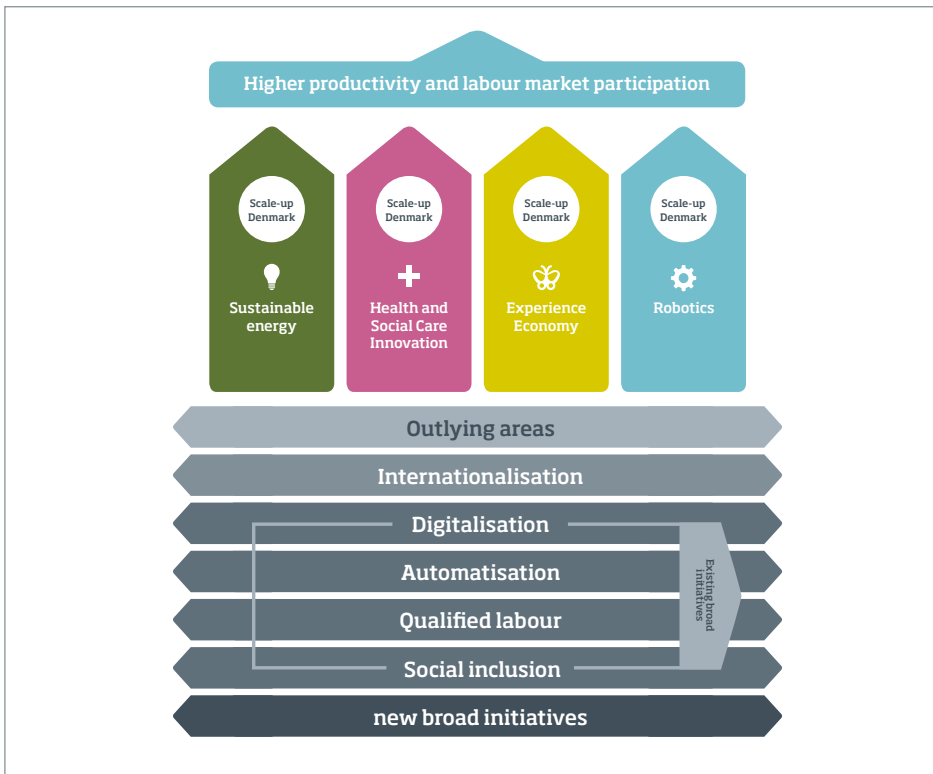 Higher productivity and labour market participation
Scale-up
Denmark
Sustainable
energy
Scale-up
Denmark
Health and
Social Care
Innovation
Scale-up
Denmark
Experience
Economy
Scale-up
Denmark
Robotics
Outlying areas
Internationalisation
Digitalisation
Automatisation
Qualified labour
Social inclusion
Existing broad
initiatives
new broad initiatives